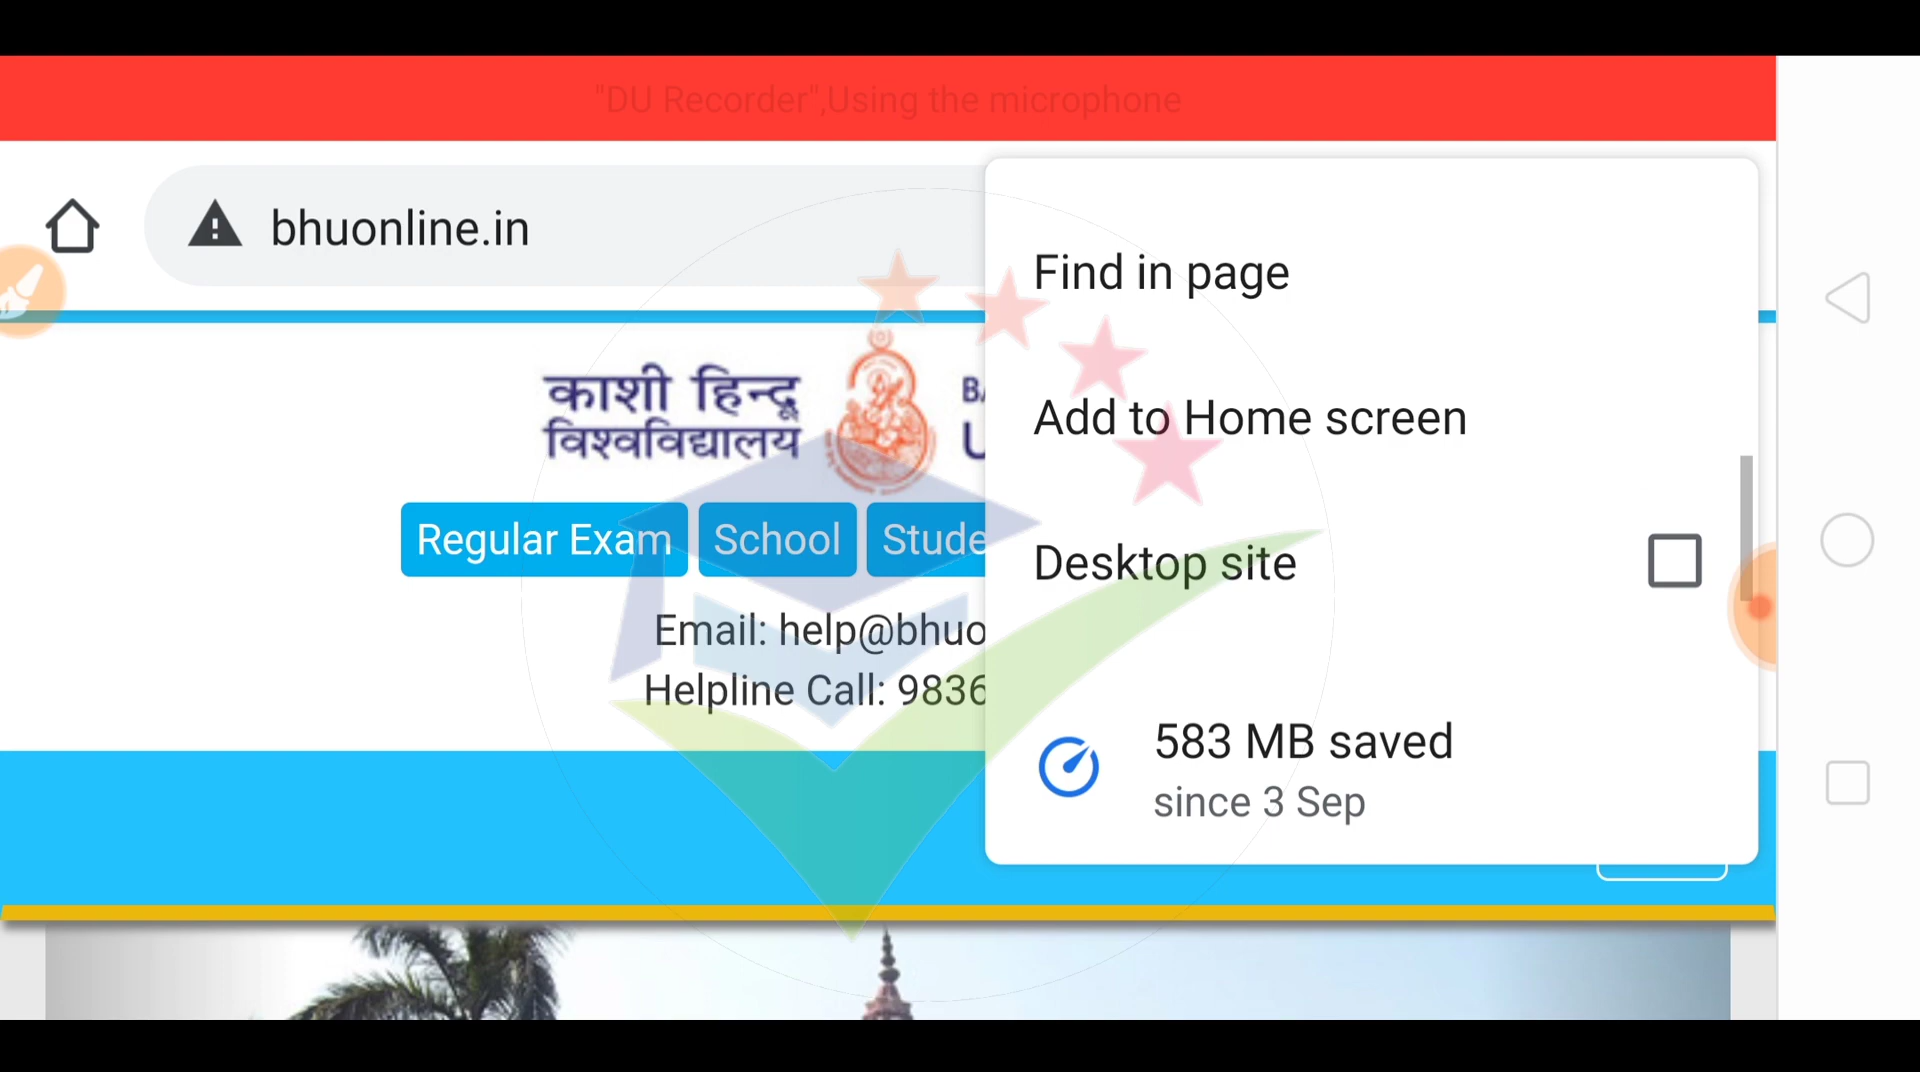 "DU Recorder",Using the microphone
bhuonline.in
Find in page
Add to Home screen
Desktop site
583 MB saved
since 3 Sep
काशी हिन्दू
विश्वविद्यालय
Regular Exam
School
Stude
Email: help@bhuo
Helpline Call: 9836